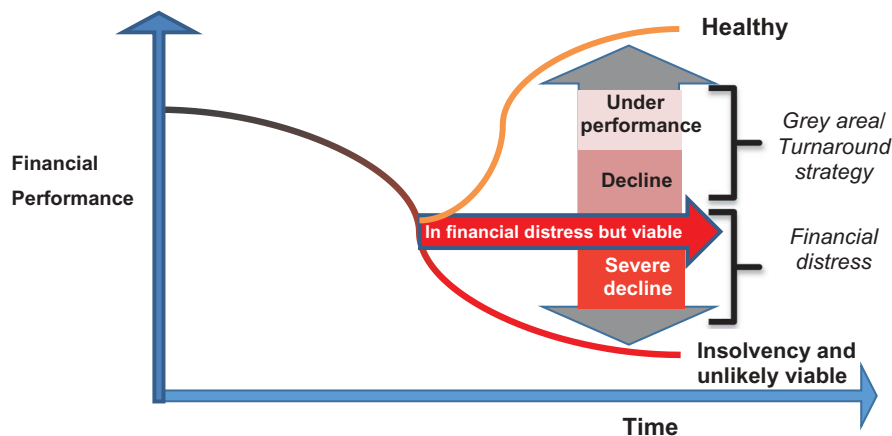 Healthy
Under
performance
Grey areal
Turnaround
strategy
Financial
Performance
Decline
In financial distress but viable
Financial
distress
Severe
decline
Insolvency and
unlikely viable
Time